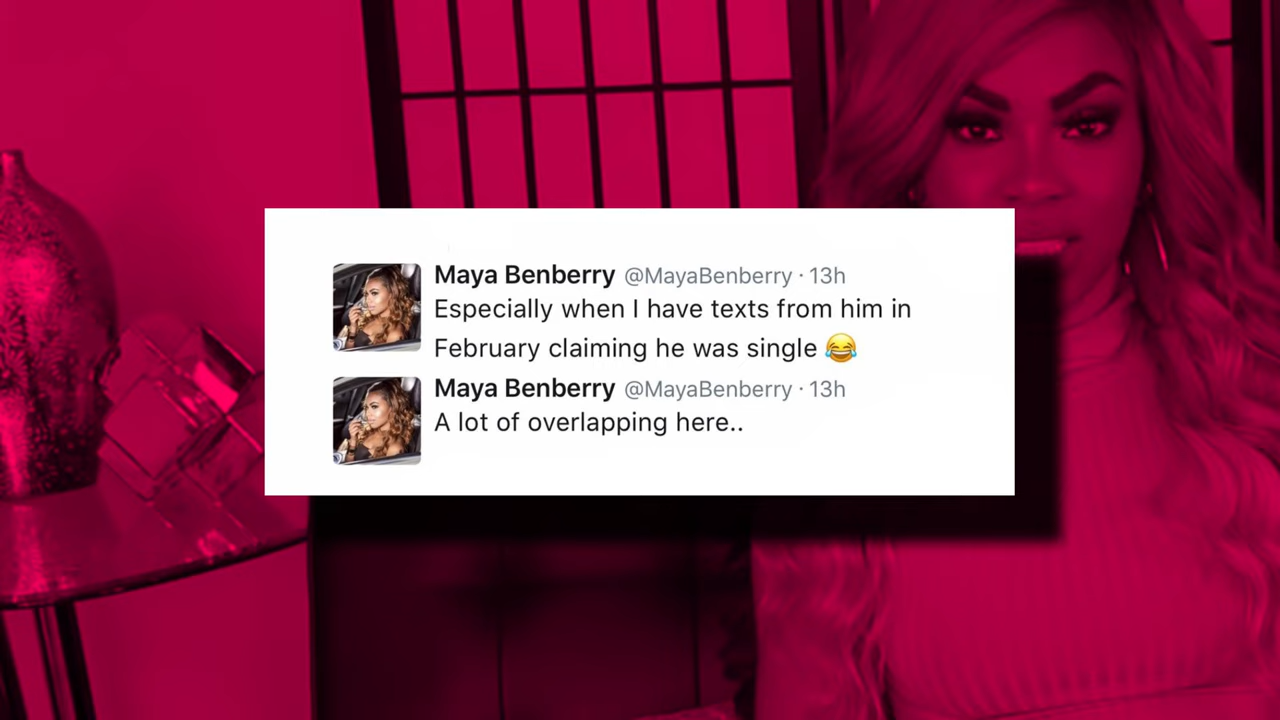 Maya Benberry @MayaBenberry · 13h
Especially when I have texts from him in
February claiming he was single 😂
Maya Benberry @MayaBenberry · 13h
A lot of overlapping here..